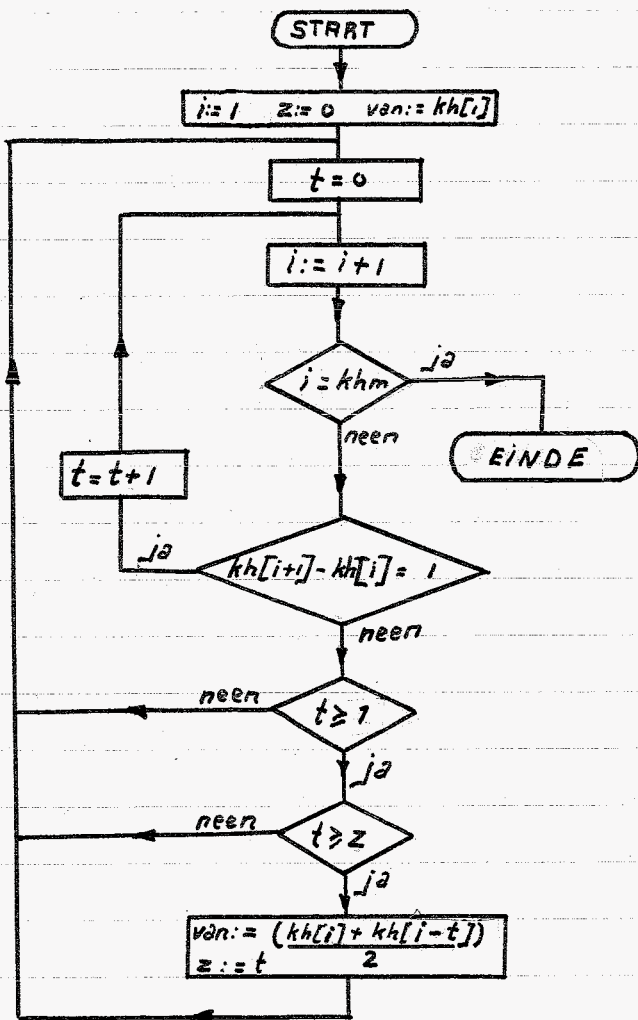 START
i:= 1 z:= 0 van:= kh[i]
t = 0
i:= i+1
i = khm
ja
neen
EINDE
t = t+1
ja
kh[i+1] - kh[i] = 1
neen
neen
t ≥ 1
ja
neen
t ≥ z
ja
van:= (kh[i] + kh[i-t])
2
z := t